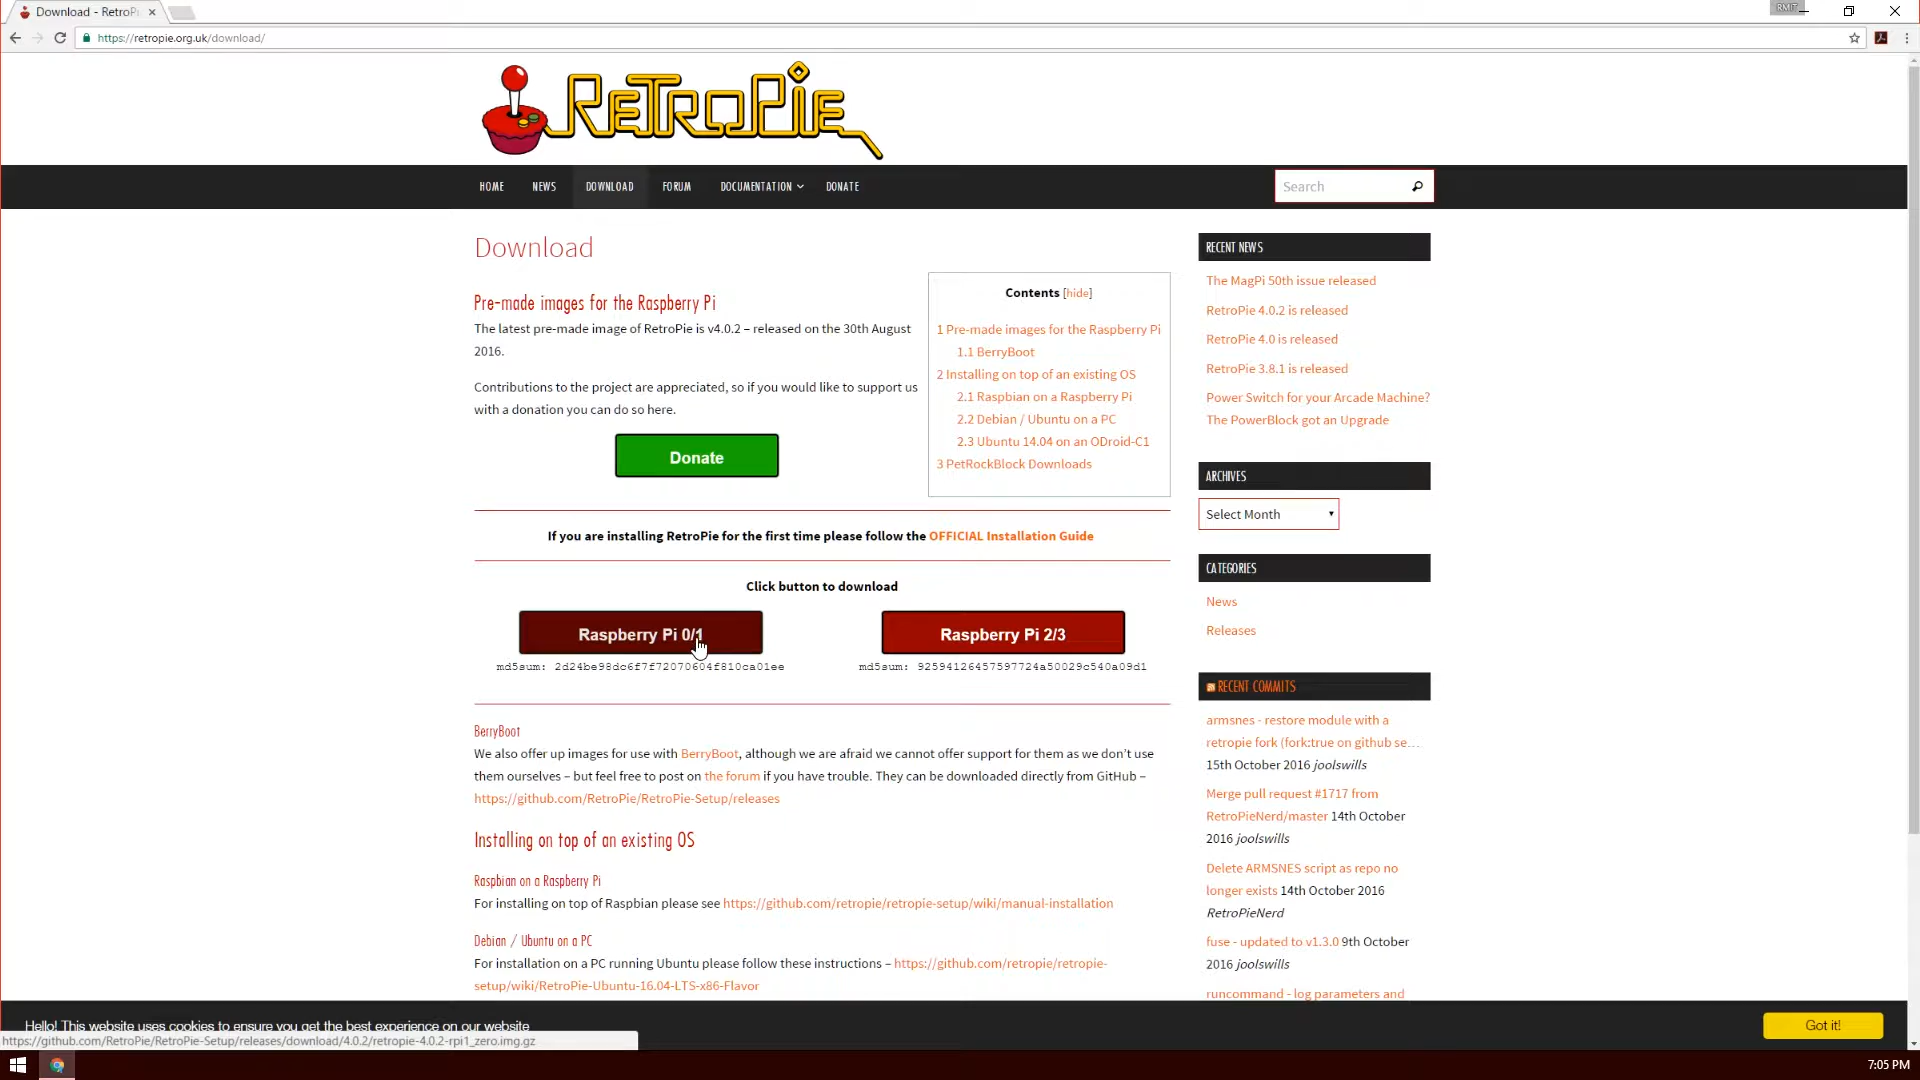 Download - RetroPi
RMIT
https://retropie.org.uk/download/
RetroPie
HOME
NEWS
DOWNLOAD
FORUM
DOCUMENTATION
DONATE
Search
Download
Pre-made images for the Raspberry Pi
The latest pre-made image of RetroPie is v4.0.2 – released on the 30th August
2016.
Contributions to the project are appreciated, so if you would like to support us
with a donation you can do so here.
Donate
Contents [hide]
1 Pre-made images for the Raspberry Pi
1.1 BerryBoot
2 Installing on top of an existing OS
2.1 Raspbian on a Raspberry Pi
2.2 Debian / Ubuntu on a PC
2.3 Ubuntu 14.04 on an ODroid-C1
3 PetRockBlock Downloads
If you are installing RetroPie for the first time please follow the OFFICIAL Installation Guide
Click button to download
Raspberry Pi 0/1
md5sum: 2d24be98dc6f7f72070604f810ca01ee
Raspberry Pi 2/3
md5sum: 92594126457597724a50029c540a09d1
BerryBoot
We also offer up images for use with BerryBoot, although we are afraid we cannot offer support for them as we don't use
them ourselves – but feel free to post on the forum if you have trouble. They can be downloaded directly from GitHub –
https://github.com/RetroPie/RetroPie-Setup/releases
Installing on top of an existing OS
Raspbian on a Raspberry Pi
For installing on top of Raspbian please see https://github.com/retropie/retropie-setup/wiki/manual-installation
Debian / Ubuntu on a PC
For installation on a PC running Ubuntu please follow these instructions – https://github.com/retropie/retropie-
setup/wiki/RetroPie-Ubuntu-16.04-LTS-x86-Flavor
RECENT NEWS
The MagPi 50th issue released
RetroPie 4.0.2 is released
RetroPie 4.0 is released
RetroPie 3.8.1 is released
Power Switch for your Arcade Machine?
The PowerBlock got an Upgrade
ARCHIVES
Select Month
CATEGORIES
News
Releases
RECENT COMMITS
armsnes - restore module with a
retropie fork (fork:true on github se…
15th October 2016 joolswills
Merge pull request #1717 from
RetroPieNerd/master 14th October
2016 joolswills
Delete ARMSNES script as repo no
longer exists 14th October 2016
RetroPieNerd
fuse - updated to v1.3.0 9th October
2016 joolswills
runcommand - log parameters and
Hello! This website uses cookies to ensure you get the best experience on our website
Got it!
https://github.com/RetroPie/RetroPie-Setup/releases/download/4.0.2/retropie-4.0.2-rpi1_zero.img.gz
7:05 PM